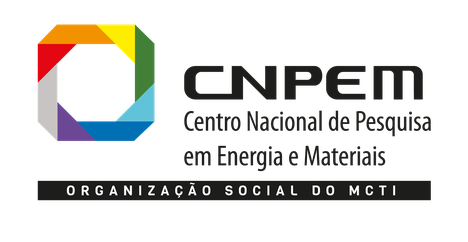 CNPEM
Centro Nacional de Pesquisa
em Energia e Materiais
ORGANIZAÇÃO SOCIAL DO MCTI